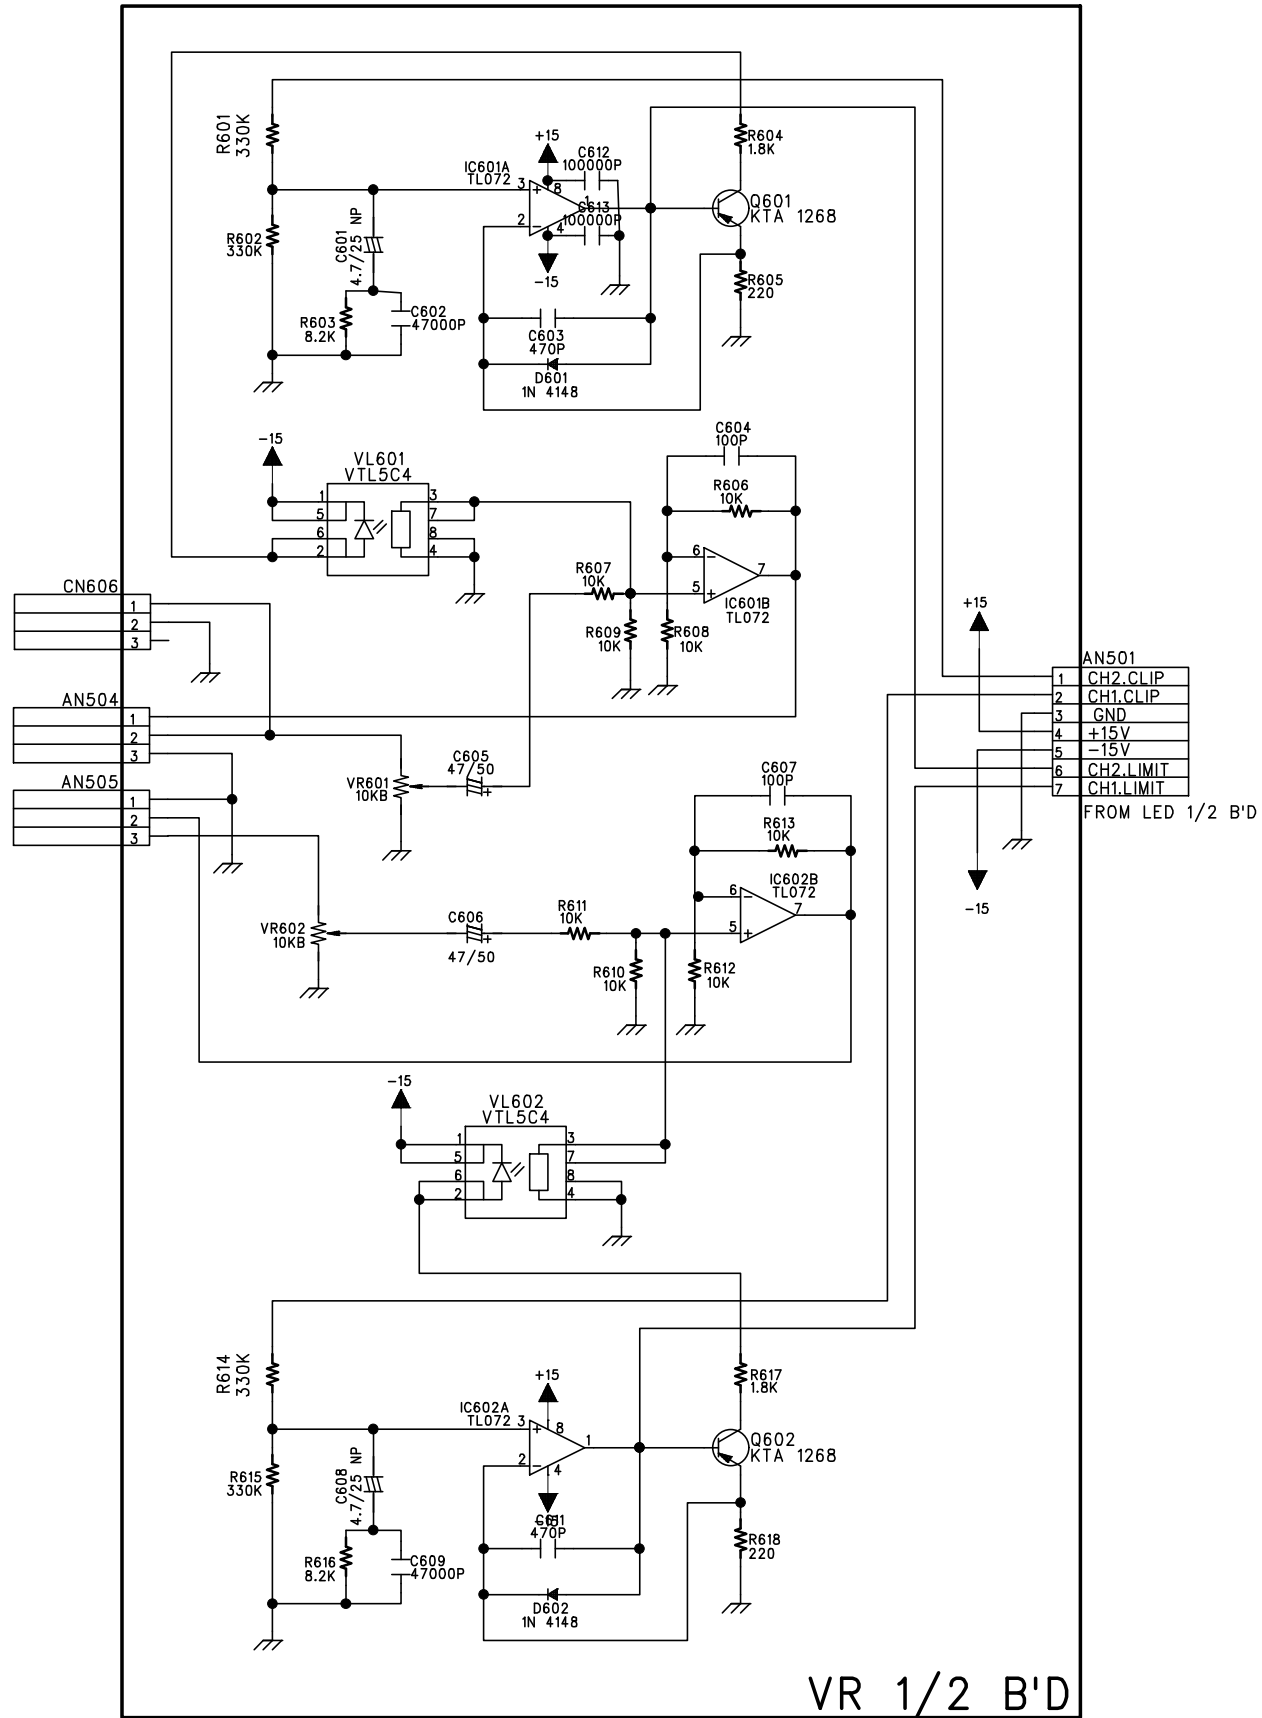 R601
330K
R602
330K
C601
4.7/25 NP
R603
8.2K
C602
47000P
+15
IC601A
TL072
C612
100000P
3
+
8
1
2
-
4
C613
100000P
-15
C603
470P
D601
1N 4148
R604
1.8K
Q601
KTA 1268
R605
220
-15
VL601
VTL5C4
1
5
6
2
3
7
8
4
C604
100P
R606
10K
R607
10K
R609
10K
R608
10K
6
-
5
+
7
IC601B
TL072
CN606
1
2
3
AN504
1
2
3
AN505
1
2
3
VR601
10KB
C605
47/50
+
+15
AN501
1 CH2.CLIP
2 CH1.CLIP
3 GND
4 +15V
5 -15V
6 CH2.LIMIT
7 CH1.LIMIT
FROM LED 1/2 B'D
-15
C607
100P
R613
10K
IC602B
TL072
6
-
5
+
7
VR602
10KB
C606
+
47/50
R611
10K
R610
10K
R612
10K
-15
VL602
VTL5C4
1
5
6
2
3
7
8
4
R614
330K
R615
330K
C608
4.7/25 NP
R616
8.2K
C609
47000P
+15
IC602A
TL072
3
+
8
1
2
-
4
-15
C611
470P
D602
1N 4148
R617
1.8K
Q602
KTA 1268
R618
220
VR 1/2 B'D